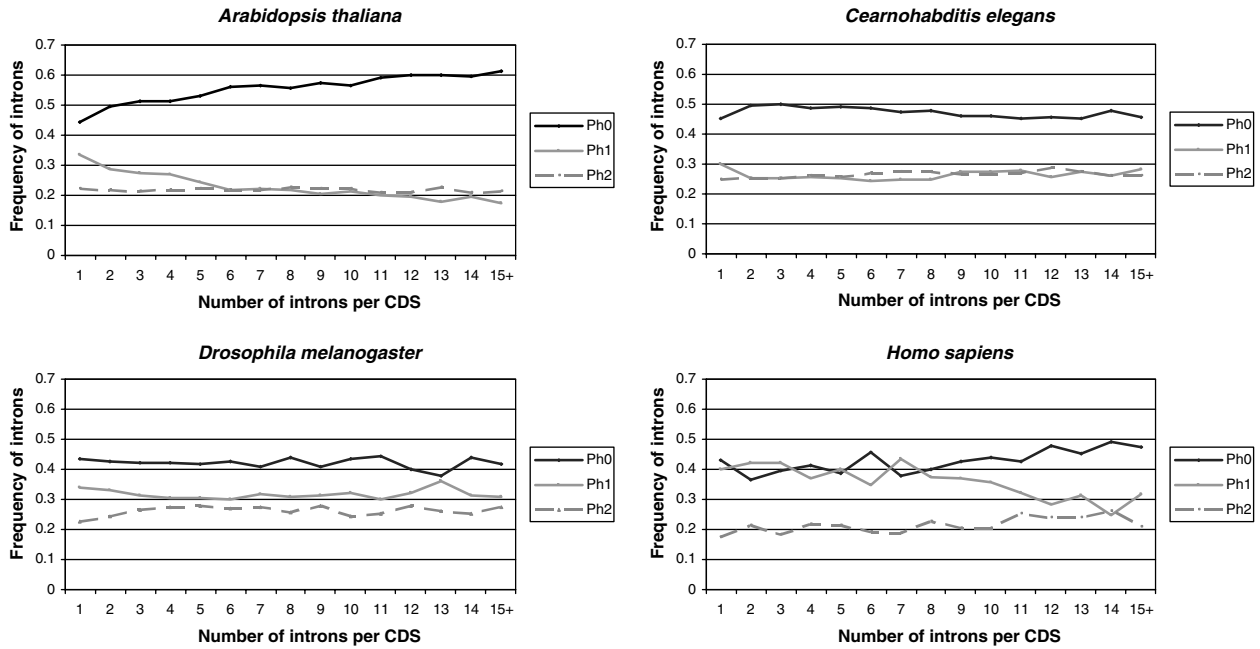 Arabidopsis thaliana
Frequency of introns
0.7
0.6
0.5
0.4
0.3
0.2
0.1
0
1 2 3 4 5 6 7 8 9 10 11 12 13 14 15+
Number of introns per CDS
Ph0
Ph1
Ph2
Cearnohabditis elegans
Frequency of introns
0.7
0.6
0.5
0.4
0.3
0.2
0.1
0
1 2 3 4 5 6 7 8 9 10 11 12 13 14 15+
Number of introns per CDS
Ph0
Ph1
Ph2
Drosophila melanogaster
Frequency of introns
0.7
0.6
0.5
0.4
0.3
0.2
0.1
0
1 2 3 4 5 6 7 8 9 10 11 12 13 14 15+
Number of introns per CDS
Ph0
Ph1
Ph2
Homo sapiens
Frequency of introns
0.7
0.6
0.5
0.4
0.3
0.2
0.1
0
1 2 3 4 5 6 7 8 9 10 11 12 13 14 15+
Number of introns per CDS
Ph0
Ph1
Ph2